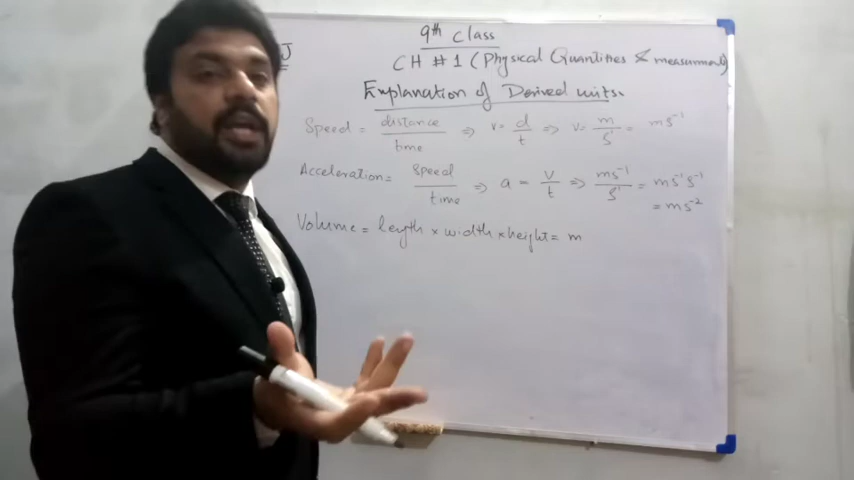 J
9th Class
CH # 1 (Physical Quantities & measurment)
Explanation of Derived units.
Speed = distance / time ⇒ v = d / t ⇒ v = m / s¹ = ms⁻¹
Acceleration = speed / time ⇒ a = v / t ⇒ ms⁻¹ / s¹ = ms⁻¹s⁻¹
= ms⁻²
Volume = length × width × height = m